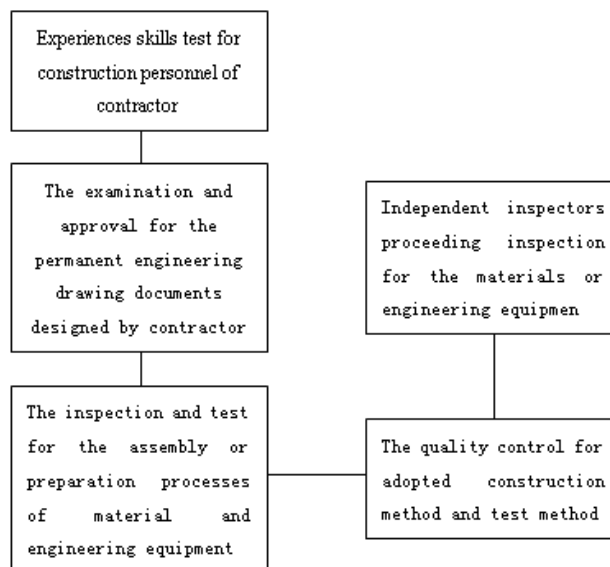 Experiences skills test for
construction personnel of
contractor
The examination and
approval for the
permanent engineering
drawing documents
designed by contractor
The inspection and test
for the assembly or
preparation processes
of material and
engineering equipment
Independent inspectors
proceeding inspection
for the materials or
engineering equipmen
The quality control for
adopted construction
method and test method